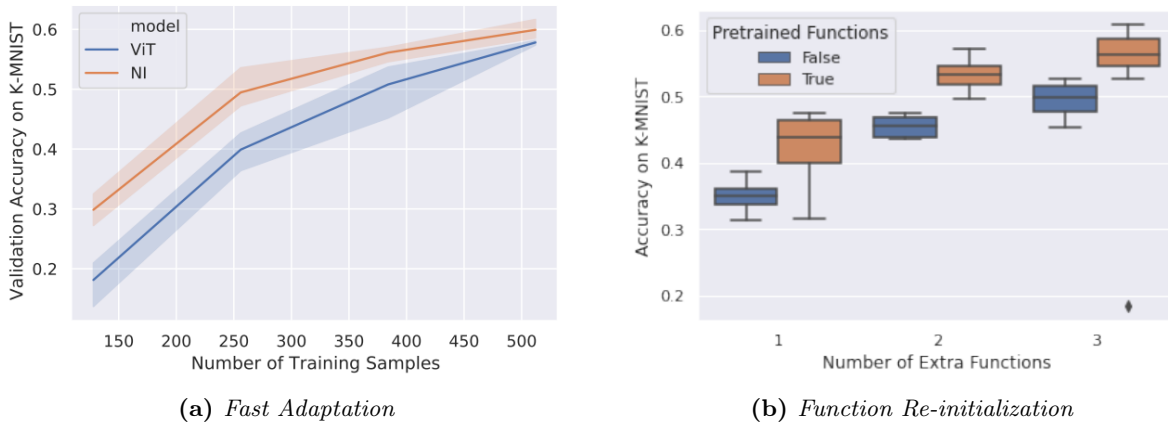 model
ViT
NI
0.6
0.5
0.4
0.3
0.2
Validation Accuracy on K-MNIST
150 200 250 300 350 400 450 500
Number of Training Samples
(a) Fast Adaptation
Pretrained Functions
False
True
0.6
0.5
0.4
0.3
0.2
Accuracy on K-MNIST
1 2 3
Number of Extra Functions
(b) Function Re-initialization